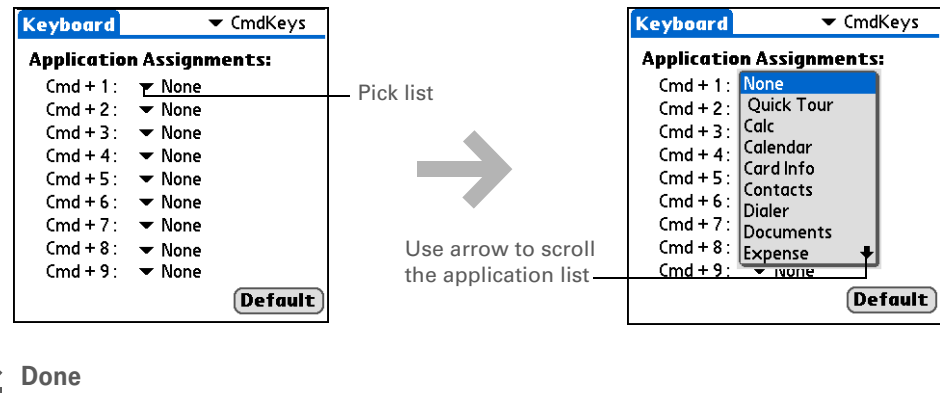 Keyboard
CmdKeys
Application Assignments:
Cmd + 1: None
Cmd + 2: None
Cmd + 3: None
Cmd + 4: None
Cmd + 5: None
Cmd + 6: None
Cmd + 7: None
Cmd + 8: None
Cmd + 9: None
Default
Pick list
Use arrow to scroll
the application list
Keyboard
CmdKeys
Application Assignments:
Cmd + 1: None
Cmd + 2: Quick Tour
Cmd + 3: Calc
Cmd + 4: Calendar
Card Info
Cmd + 5: Contacts
Cmd + 6: Dialer
Cmd + 7: Documents
Cmd + 8: Expense
Cmd + 9: None
Default
Done